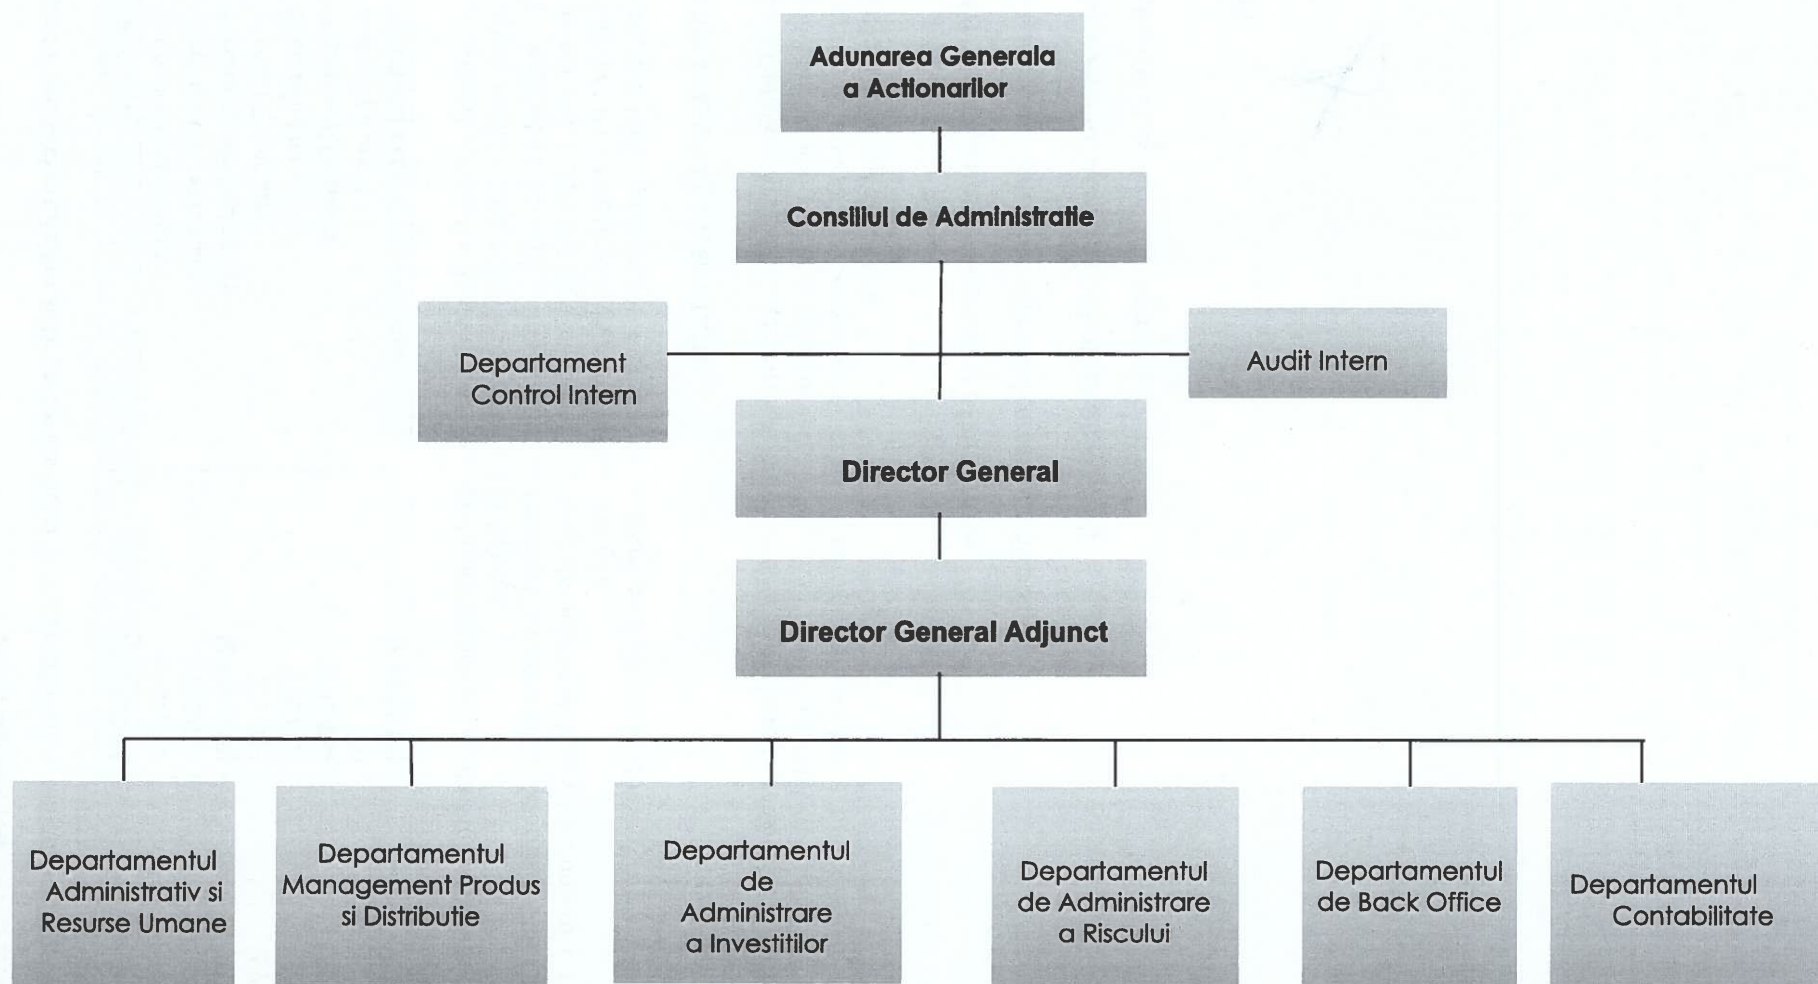 Adunarea Generala
a Actionarilor
Consiliul de Administratie
Departament
Control Intern
Audit Intern
Director General
Director General Adjunct
Departamentul
Administrativ si
Resurse Umane
Departamentul
Management Produs
si Distributie
Departamentul
de
Administrare
a Investitilor
Departamentul
de Administrare
a Riscului
Departamentul
de Back Office
Departamentul
Contabilitate